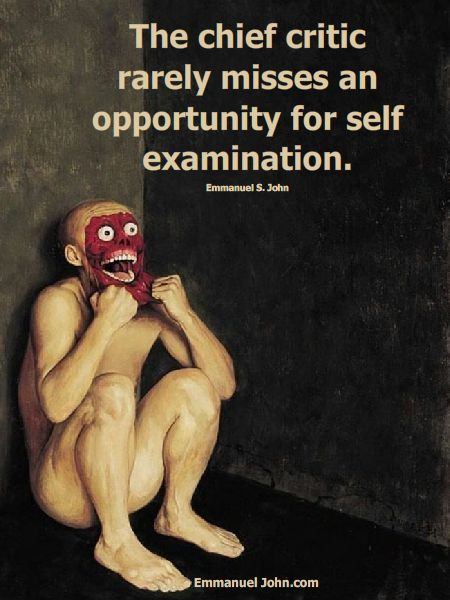 The chief critic
rarely misses an
opportunity for self
examination.
Emmanuel S. John
Emmanuel John.com